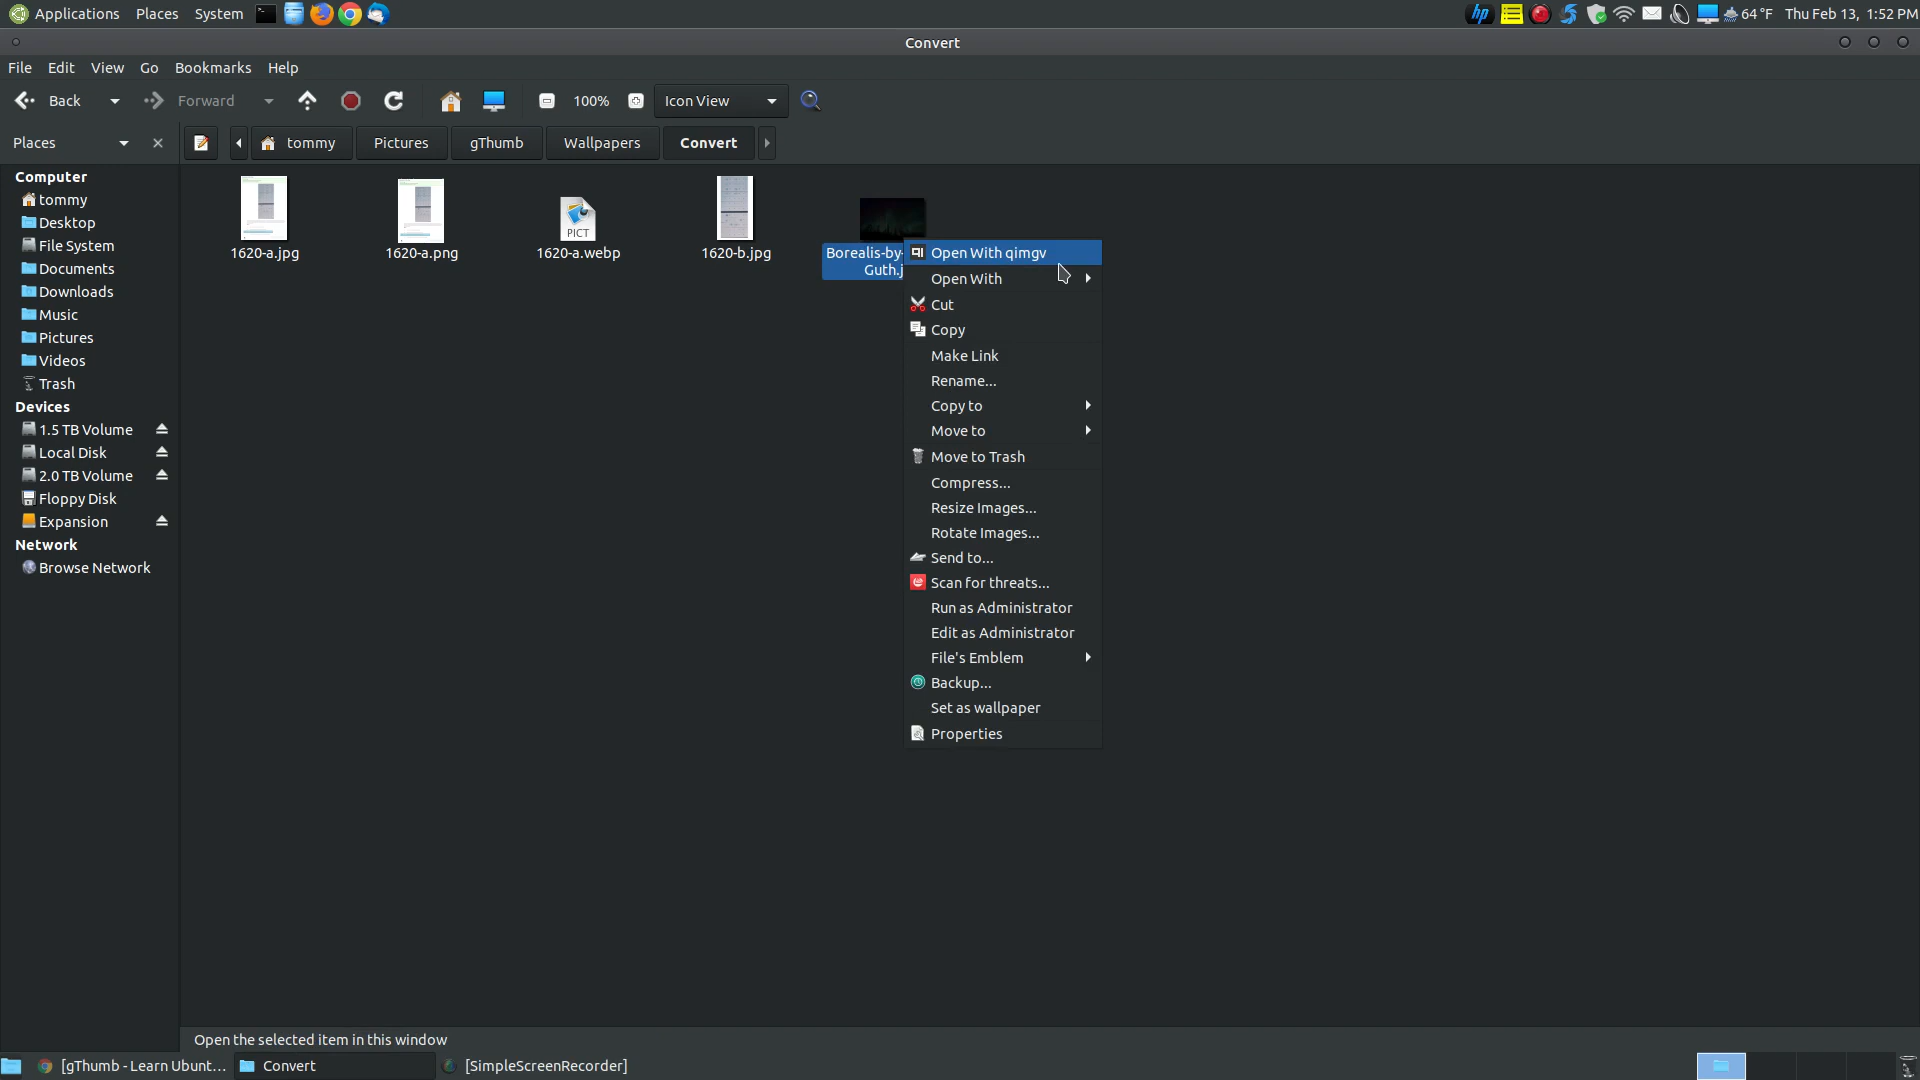 Applications Places System
hp 64 °F Thu Feb 13, 1:52 PM
Convert
File Edit View Go Bookmarks Help
Back Forward 100% Icon View
Places tommy Pictures gThumb Wallpapers Convert
Computer
tommy
Desktop
File System
Documents
Downloads
Music
Pictures
Videos
Trash
Devices
1.5 TB Volume
Local Disk
2.0 TB Volume
Floppy Disk
Expansion
Network
Browse Network
1620-a.jpg
1620-a.png
PICT
1620-a.webp
1620-b.jpg
Borealis-by-
Guth.j
Open With qimgv
Open With
Cut
Copy
Make Link
Rename...
Copy to
Move to
Move to Trash
Compress...
Resize Images...
Rotate Images...
Send to...
Scan for threats...
Run as Administrator
Edit as Administrator
File's Emblem
Backup...
Set as wallpaper
Properties
Open the selected item in this window
[gThumb - Learn Ubunt... Convert [SimpleScreenRecorder]